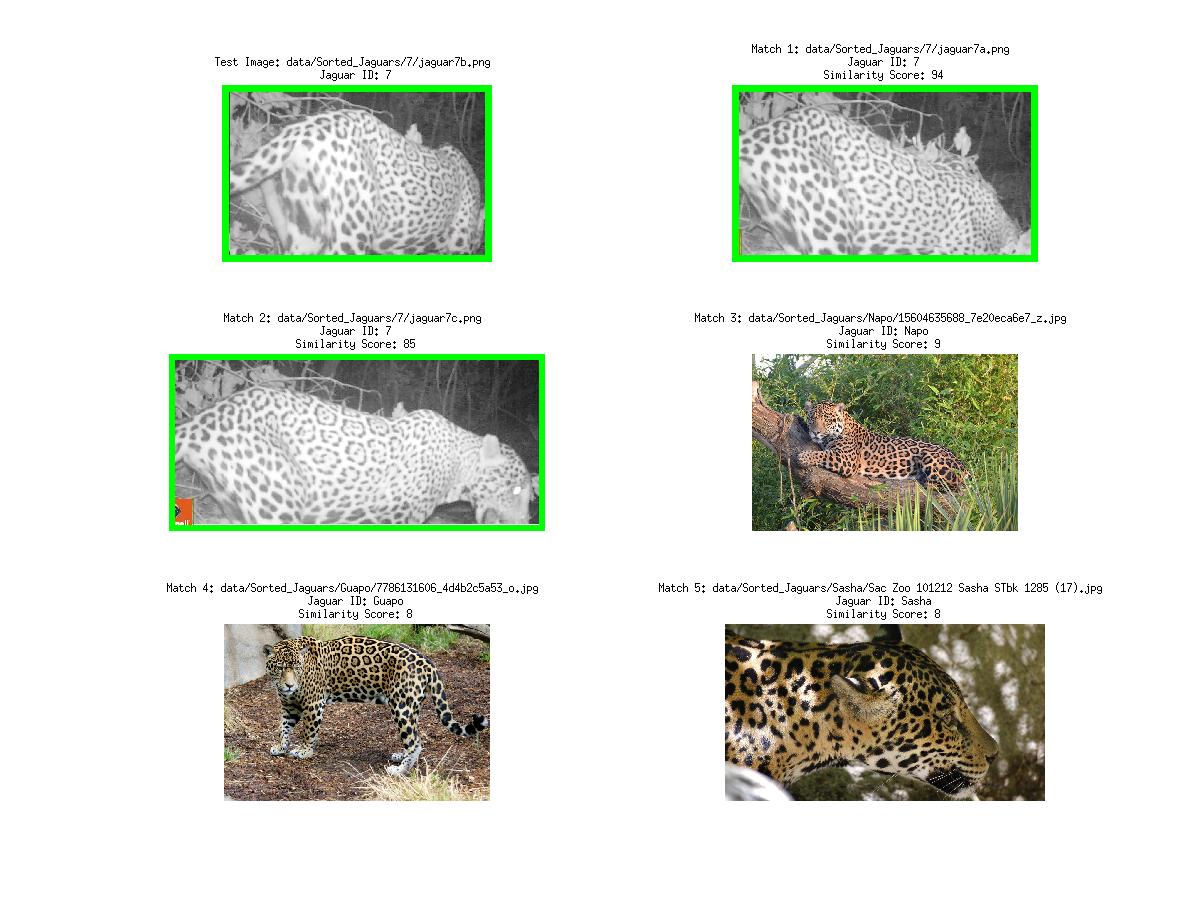 Test Image: data/Sorted_Jaguars/7/jaguar7b.png
Jaguar ID: 7
Match 1: data/Sorted_Jaguars/7/jaguar7a.png
Jaguar ID: 7
Similarity Score: 94
Match 2: data/Sorted_Jaguars/7/jaguar7c.png
Jaguar ID: 7
Similarity Score: 85
Match 3: data/Sorted_Jaguars/Napo/15604635688_7e20eca6e7_z.jpg
Jaguar ID: Napo
Similarity Score: 9
Match 4: data/Sorted_Jaguars/Guapo/7786131606_4d4b2c5a53_o.jpg
Jaguar ID: Guapo
Similarity Score: 8
Match 5: data/Sorted_Jaguars/Sasha/Sac Zoo 101212 Sasha STbk 1285 (17).jpg
Jaguar ID: Sasha
Similarity Score: 8